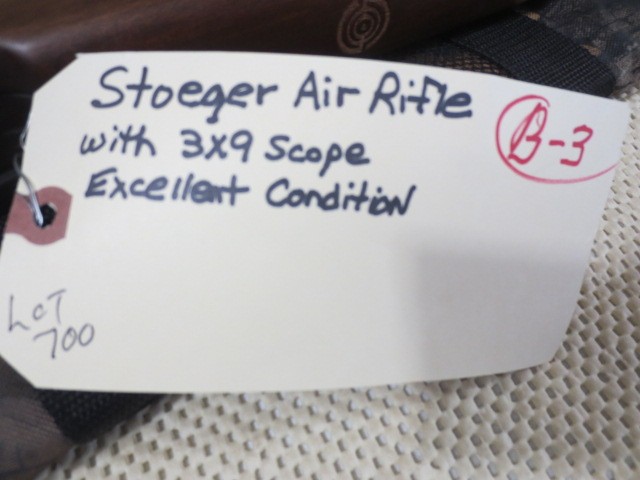 Stoeger Air Rifle
B-3
with 3X9 Scope
Excellent Condition
LOT
700